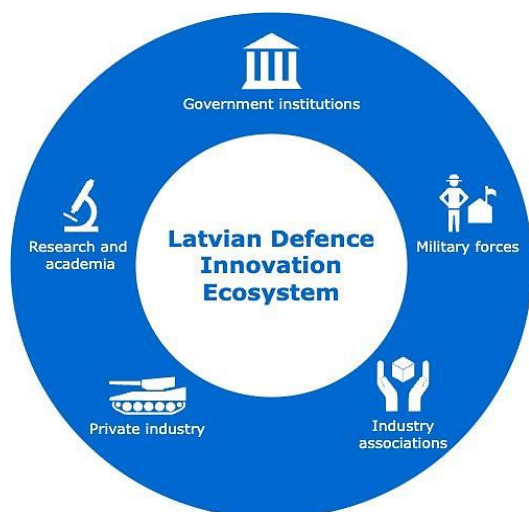 Government institutions
Research and
academia
Latvian Defence
Innovation
Ecosystem
Military forces
Private industry
Industry
associations